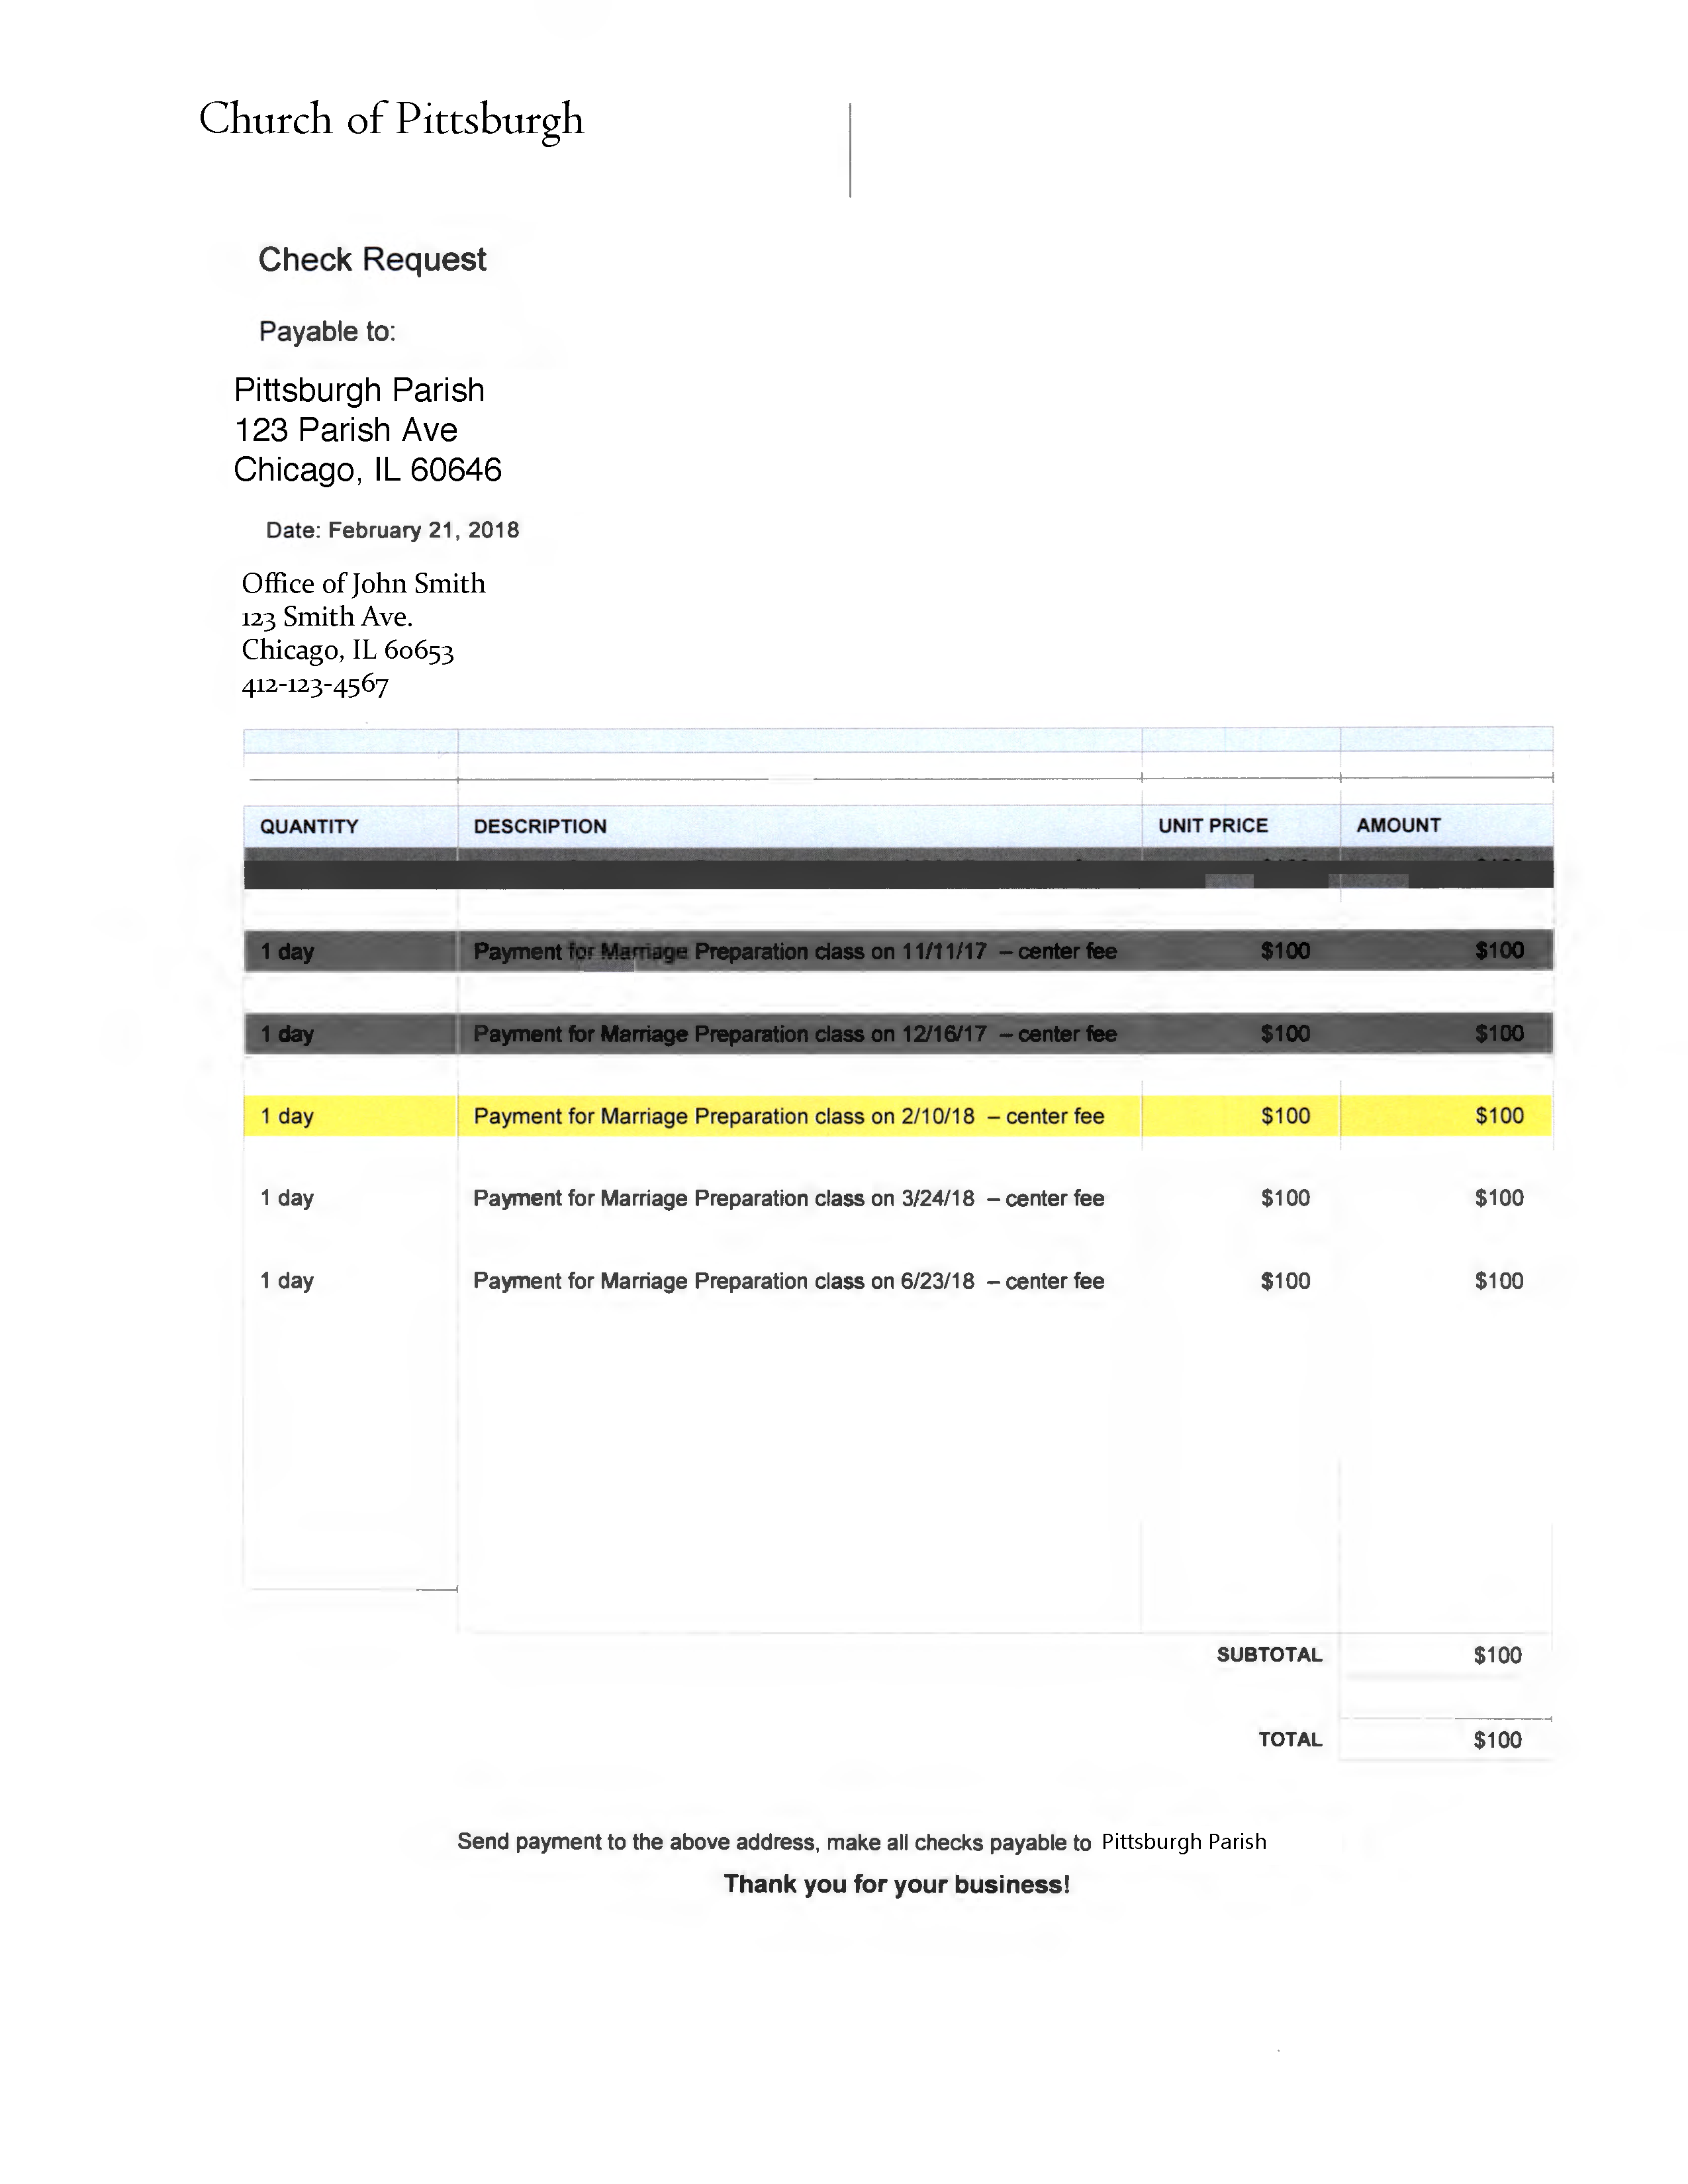 Church of Pittsburgh
Check Request
Payable to:
Pittsburgh Parish
123 Parish Ave
Chicago, IL 60646
Date: February 21, 2018
Office of John Smith
123 Smith Ave.
Chicago, IL 60653
412-123-4567
QUANTITY DESCRIPTION UNIT PRICE AMOUNT
1 day Payment for Marriage Preparation class on 11/11/17 – center fee $100 $100
1 day Payment for Marriage Preparation class on 12/16/17 – center fee $100 $100
1 day Payment for Marriage Preparation class on 2/10/18 – center fee $100 $100
1 day Payment for Marriage Preparation class on 3/24/18 – center fee $100 $100
1 day Payment for Marriage Preparation class on 6/23/18 – center fee $100 $100
SUBTOTAL $100
TOTAL $100
Send payment to the above address, make all checks payable to Pittsburgh Parish
Thank you for your business!